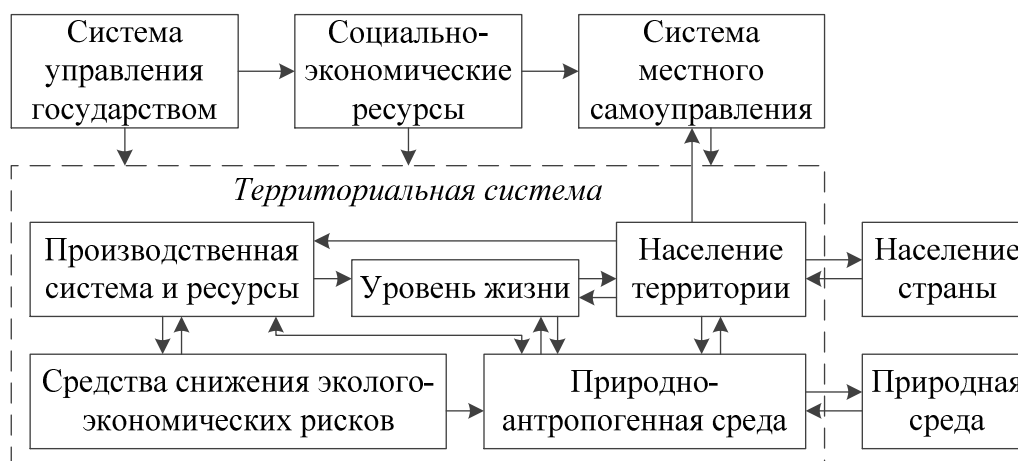 Система
управления
государством
Социально-
экономические
ресурсы
Система
местного
самоуправления
Территориальная система
Производственная
система и ресурсы
Уровень жизни
Население
территории
Население
страны
Средства снижения эколого-
экономических рисков
Природно-
антропогенная среда
Природная
среда